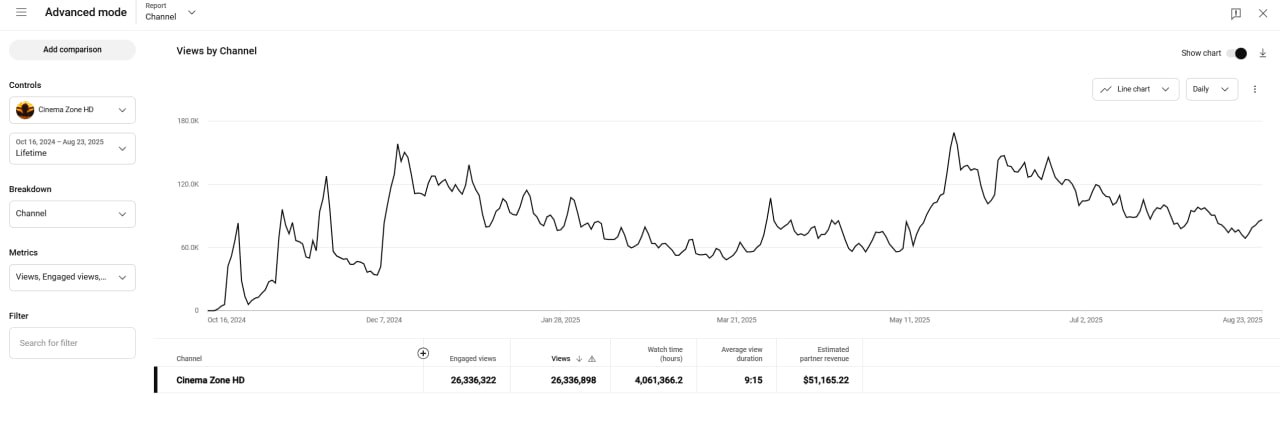 Advanced mode
Report
Channel
Add comparison
Controls
Cinema Zone HD
Oct 16, 2024 – Aug 23, 2025
Lifetime
Breakdown
Channel
Metrics
Views, Engaged views,...
Filter
Search for filter
Views by Channel
Show chart
Line chart
Daily
180.0K
120.0K
60.0K
0
Oct 16, 2024 Dec 7, 2024 Jan 28, 2025 Mar 21, 2025 May 11, 2025 Jul 2, 2025 Aug 23, 2025
Channel Engaged views Views Watch time (hours) Average view duration Estimated partner revenue
Cinema Zone HD 26,336,322 26,336,898 4,061,366.2 9:15 $51,165.22